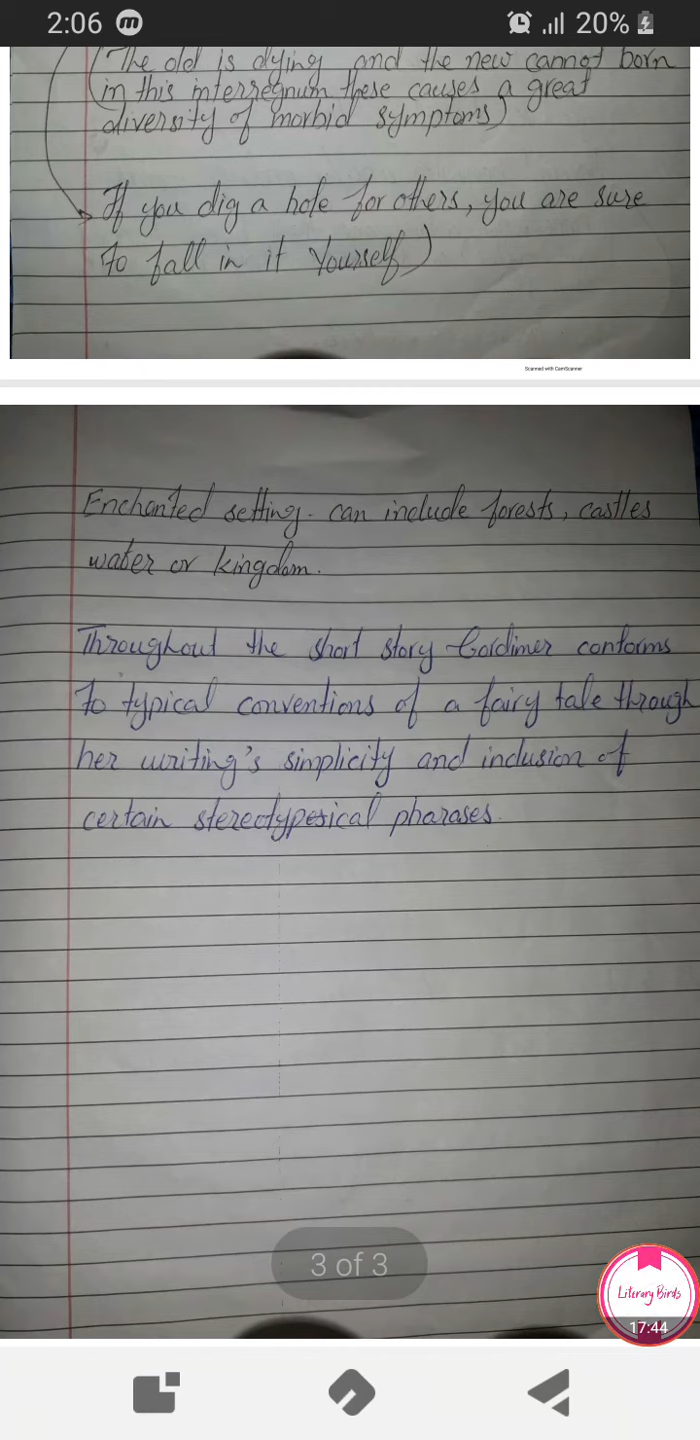 2:06
20%
(The old is dying and the new cannot born
in this interregnum these causes a great
diversity of morbid symptoms)
If you dig a hole for others, you are sure
to fall in it Yourself)
Scanned with CamScanner
Enchanted setting - can include forests, castles
water or kingdom.
Throughout the short story Gordimer conforms
to typical conventions of a fairy tale through
her writing's simplicity and inclusion of
certain stereotypesical pharases.
3 of 3
Literary Birds
17:44